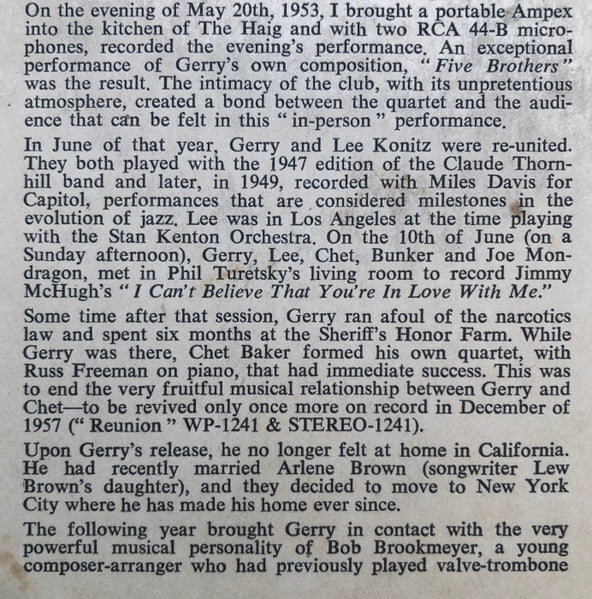 On the evening of May 20th, 1953, I brought a portable Ampex
into the kitchen of The Haig and with two RCA 44-B micro-
phones, recorded the evening's performance. An exceptional
performance of Gerry's own composition, "Five Brothers"
was the result. The intimacy of the club, with its unpretentious
atmosphere, created a bond between the quartet and the audi-
ence that can be felt in this "in-person" performance.
In June of that year, Gerry and Lee Konitz were re-united.
They both played with the 1947 edition of the Claude Thorn-
hill band and later, in 1949, recorded with Miles Davis for
Capitol, performances that are considered milestones in the
evolution of jazz. Lee was in Los Angeles at the time playing
with the Stan Kenton Orchestra. On the 10th of June (on a
Sunday afternoon), Gerry, Lee, Chet, Bunker and Joe Mon-
dragon, met in Phil Turetsky's living room to record Jimmy
McHugh's "I Can't Believe That You're In Love With Me."
Some time after that session, Gerry ran afoul of the narcotics
law and spent six months at the Sheriff's Honor Farm. While
Gerry was there, Chet Baker formed his own quartet, with
Russ Freeman on piano, that had immediate success. This was
to end the very fruitful musical relationship between Gerry and
Chet—to be revived only once more on record in December of
1957 ("Reunion" WP-1241 & STEREO-1241).
Upon Gerry's release, he no longer felt at home in California.
He had recently married Arlene Brown (songwriter Lew
Brown's daughter), and they decided to move to New York
City where he has made his home ever since.
The following year brought Gerry in contact with the very
powerful musical personality of Bob Brookmeyer, a young
composer-arranger who had previously played valve-trombone